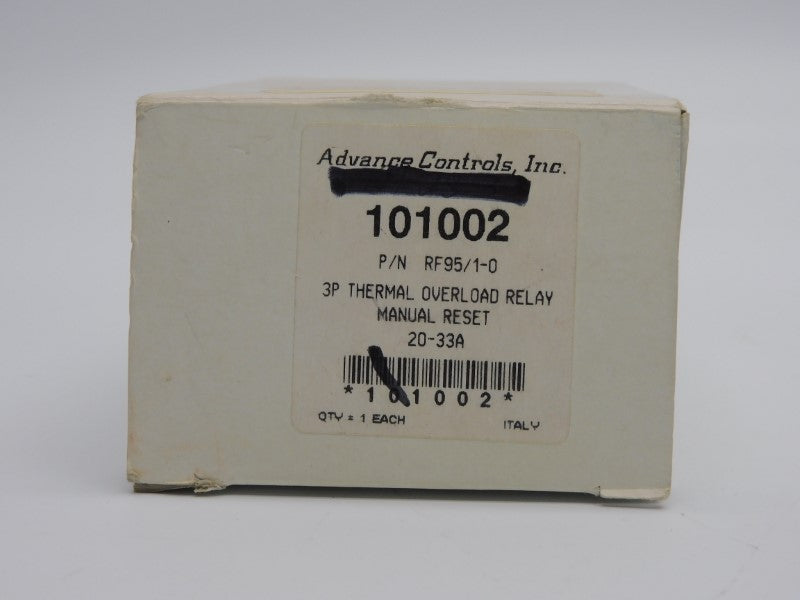 Advance Controls, Inc.
101002
P/N RF95/1-0
3P THERMAL OVERLOAD RELAY
MANUAL RESET
20-33A
*101002*
QTY = 1 EACH
ITALY